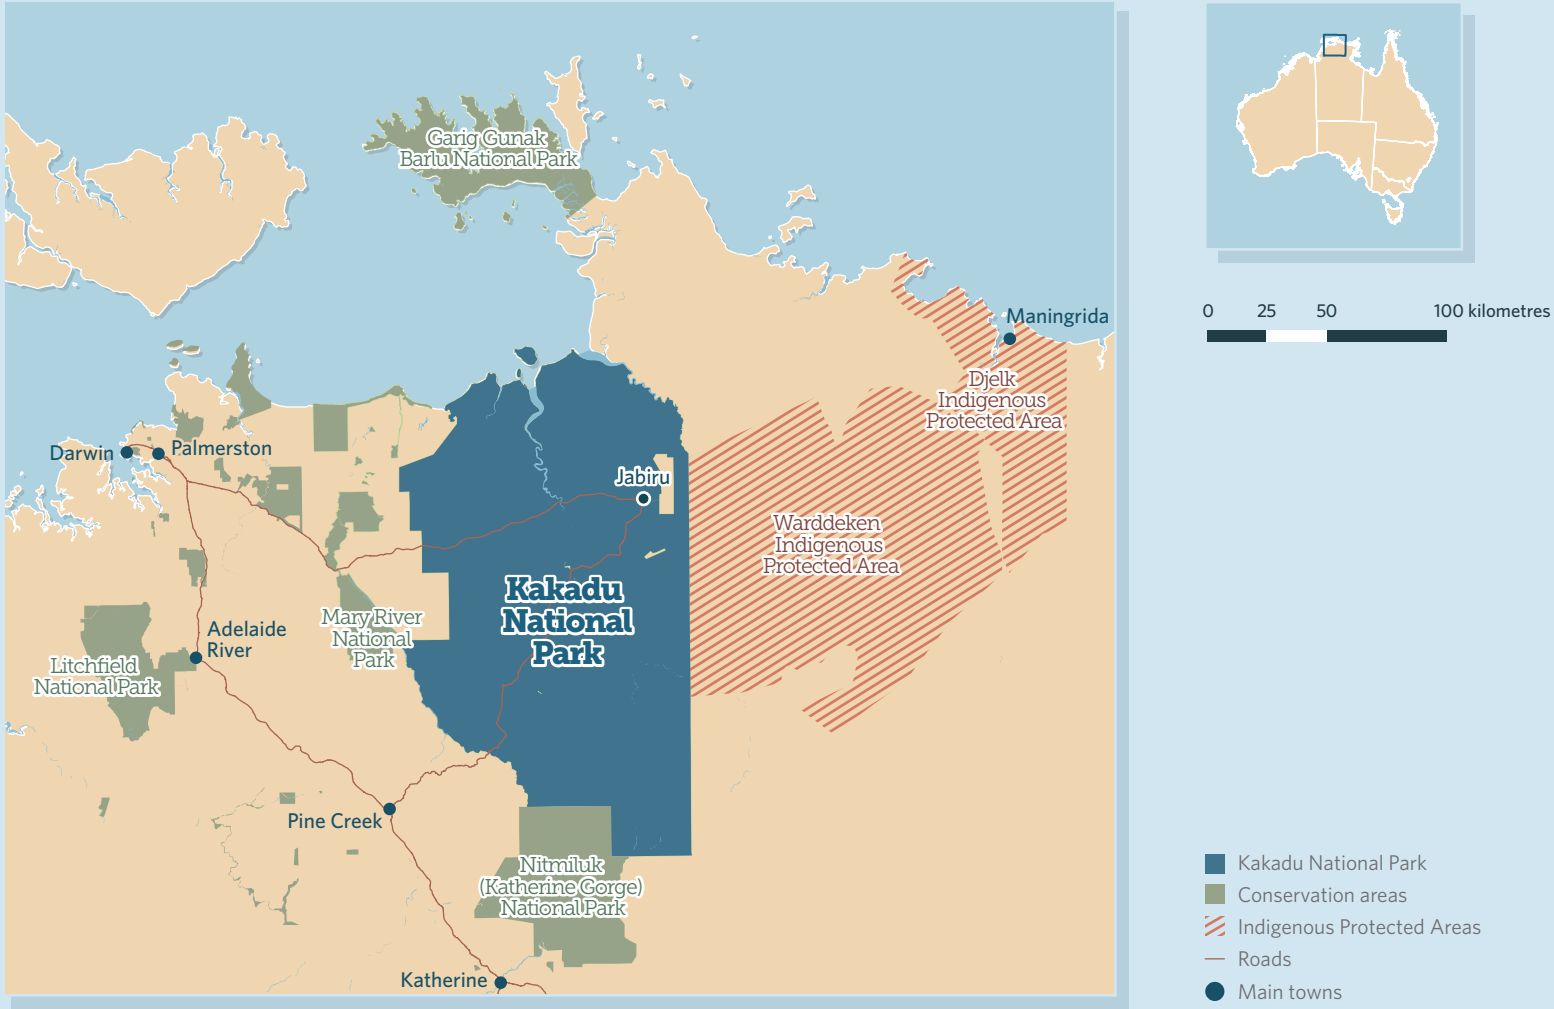 Garig Gunak
Barlu National Park
Maningrida
Djelk
Indigenous
Protected Area
Darwin
Palmerston
Jabiru
Warddeken
Indigenous
Protected Area
Kakadu
National
Park
Mary River
National
Park
Adelaide
River
Litchfield
National Park
Pine Creek
Nitmiluk
(Katherine Gorge)
National Park
Katherine
0 25 50 100 kilometres
Kakadu National Park
Conservation areas
Indigenous Protected Areas
Roads
Main towns